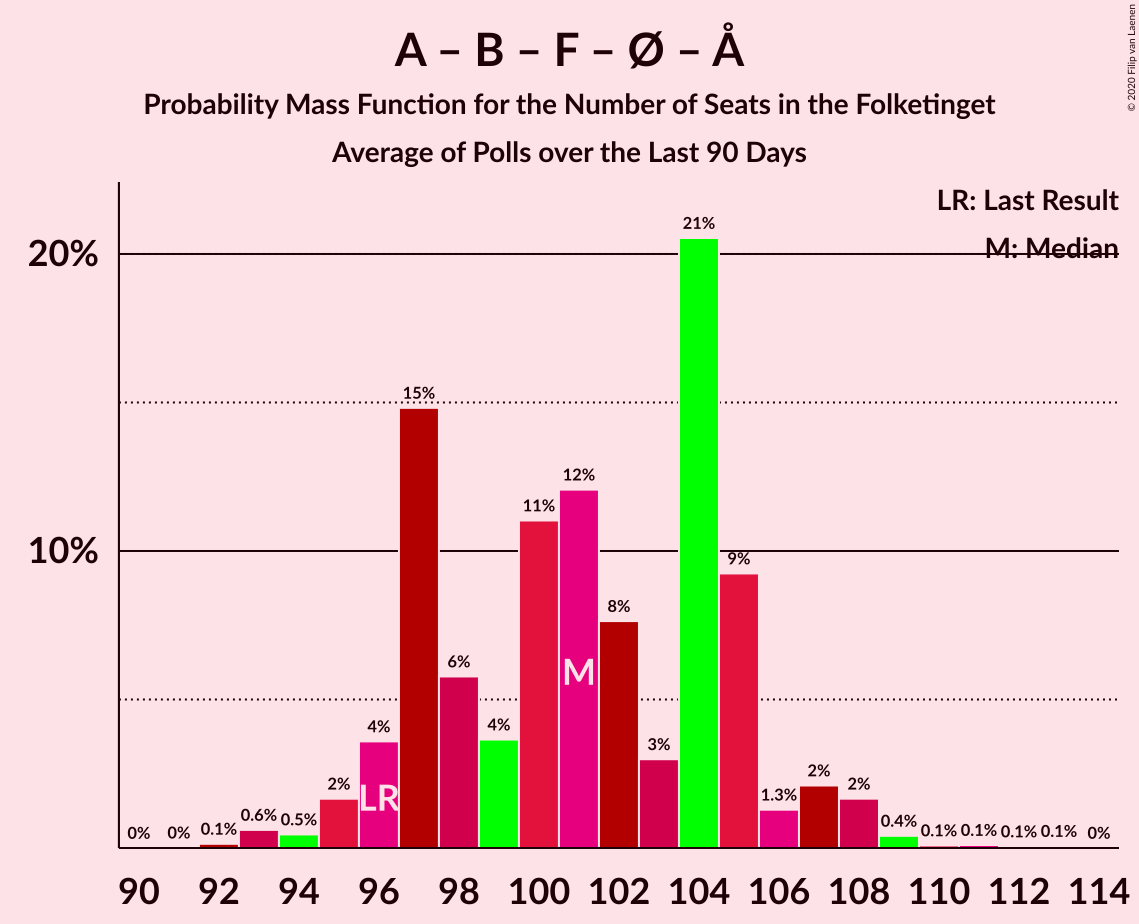 A – B – F – Ø – Å
Probability Mass Function for the Number of Seats in the Folketinget
Average of Polls over the Last 90 Days
© 2020 Filip van Laenen
LR: Last Result
M: Median
20%
10%
0% 0% 0.1% 0.6% 0.5% 2% 4% 15% 6% 4% 11% 12% 8% 3% 21% 9% 1.3% 2% 2% 0.4% 0.1% 0.1% 0.1% 0.1% 0%
LR M
90 92 94 96 98 100 102 104 106 108 110 112 114